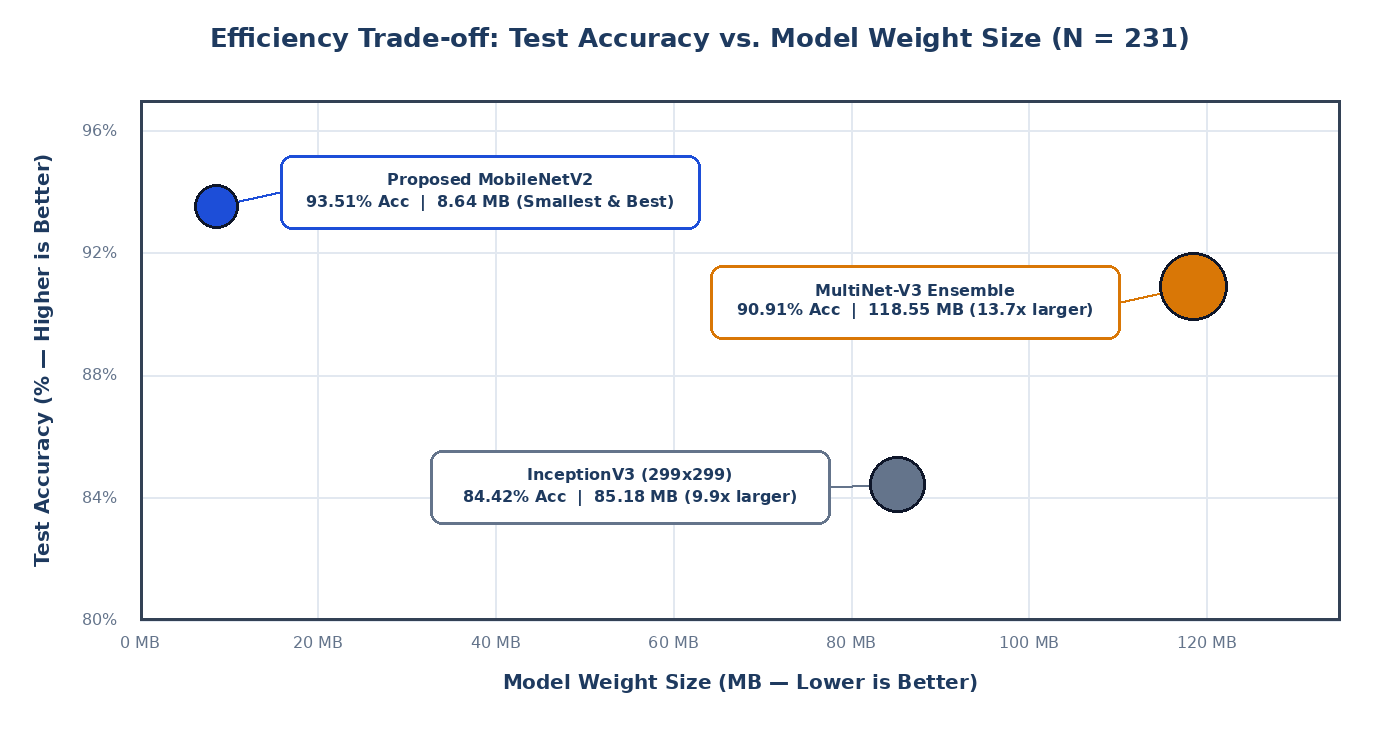 Efficiency Trade-off: Test Accuracy vs. Model Weight Size (N = 231)
Test Accuracy (% — Higher is Better)
96%
92%
88%
84%
80%
Proposed MobileNetV2
93.51% Acc | 8.64 MB (Smallest & Best)
MultiNet-V3 Ensemble
90.91% Acc | 118.55 MB (13.7x larger)
InceptionV3 (299x299)
84.42% Acc | 85.18 MB (9.9x larger)
0 MB
20 MB
40 MB
60 MB
80 MB
100 MB
120 MB
Model Weight Size (MB — Lower is Better)